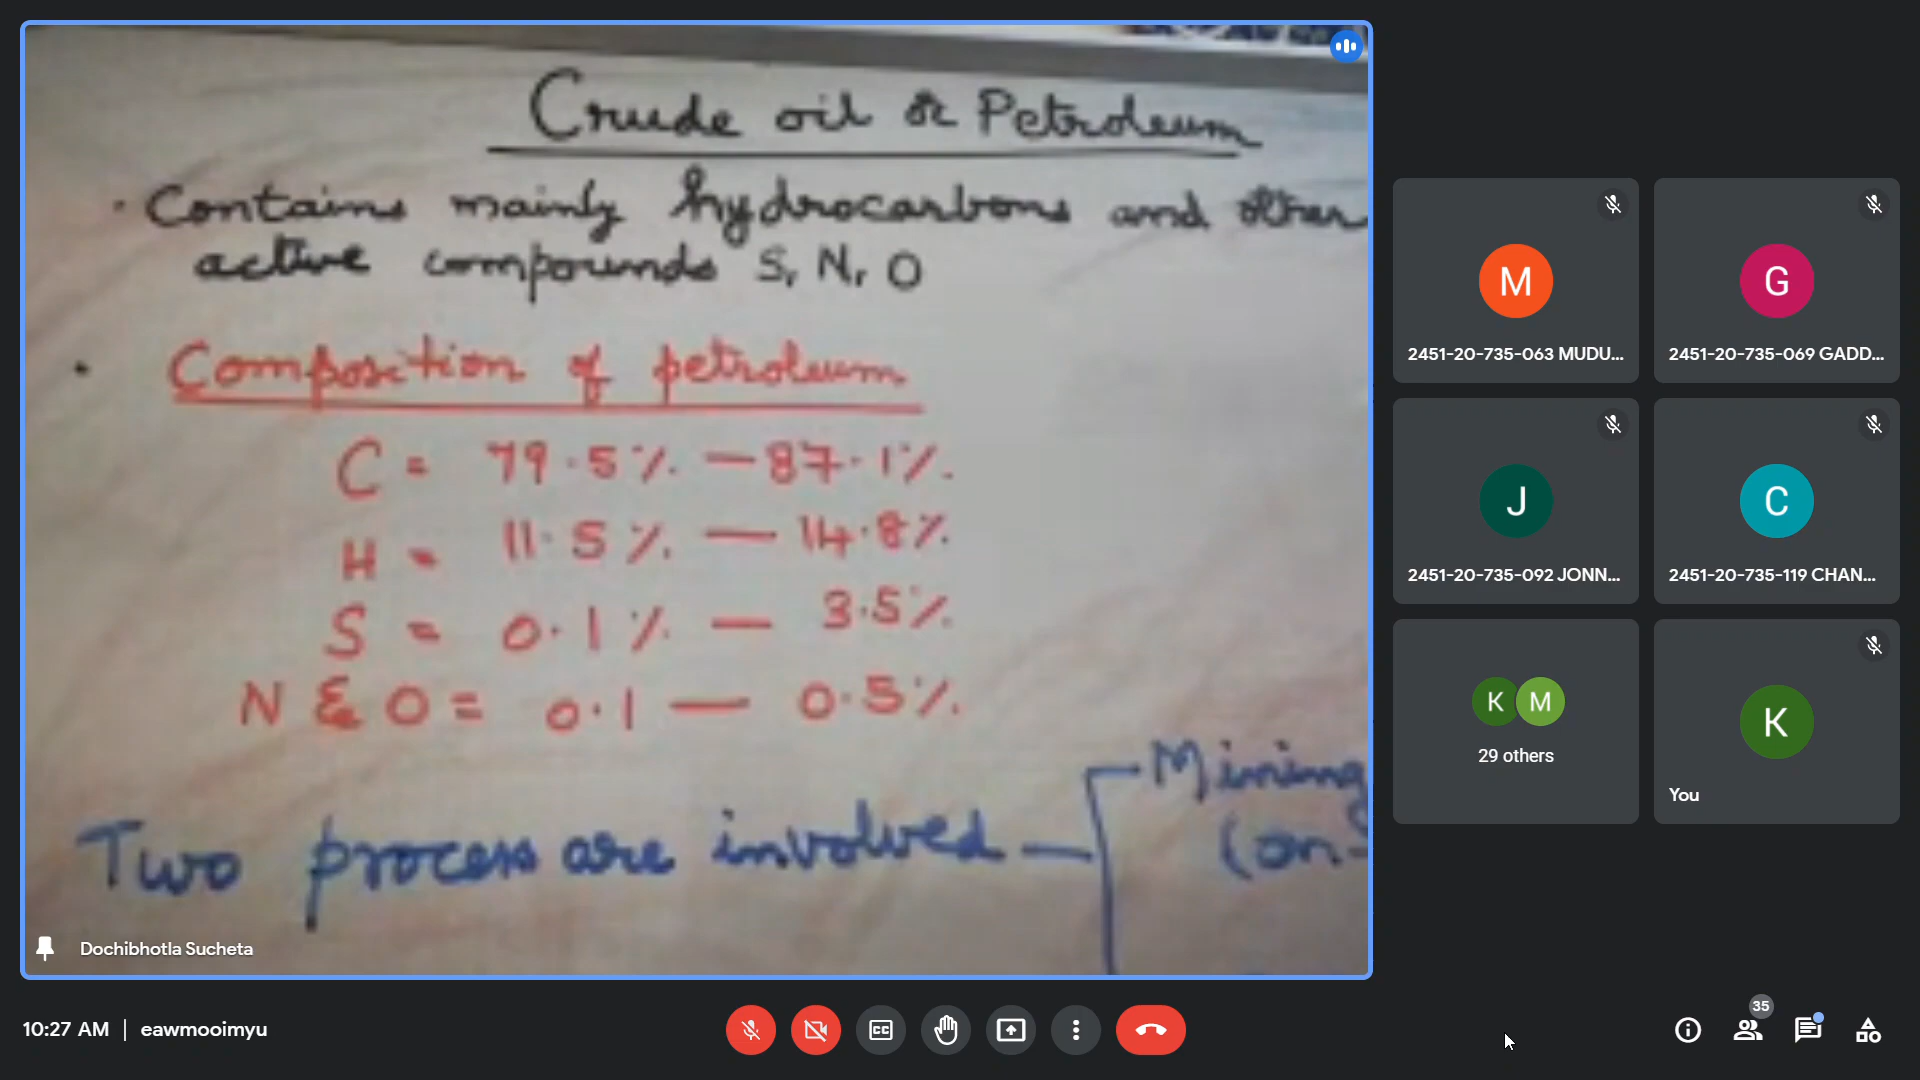 Crude oil or Petroleum
· Contains mainly hydrocarbons and other
active compounds S, N, O
· Composition of petroleum
C = 79.5% — 87.1%.
H = 11.5% — 14.8%.
S = 0.1% — 3.5%.
N & O = 0.1 — 0.5%.
Mining
Two process are involved —
(on-
Dochibhotla Sucheta
M
2451-20-735-063 MUDU...
G
2451-20-735-069 GADD...
J
2451-20-735-092 JONN...
C
2451-20-735-119 CHAN...
K M
29 others
K
You
10:27 AM | eawmooimyu
CC
35